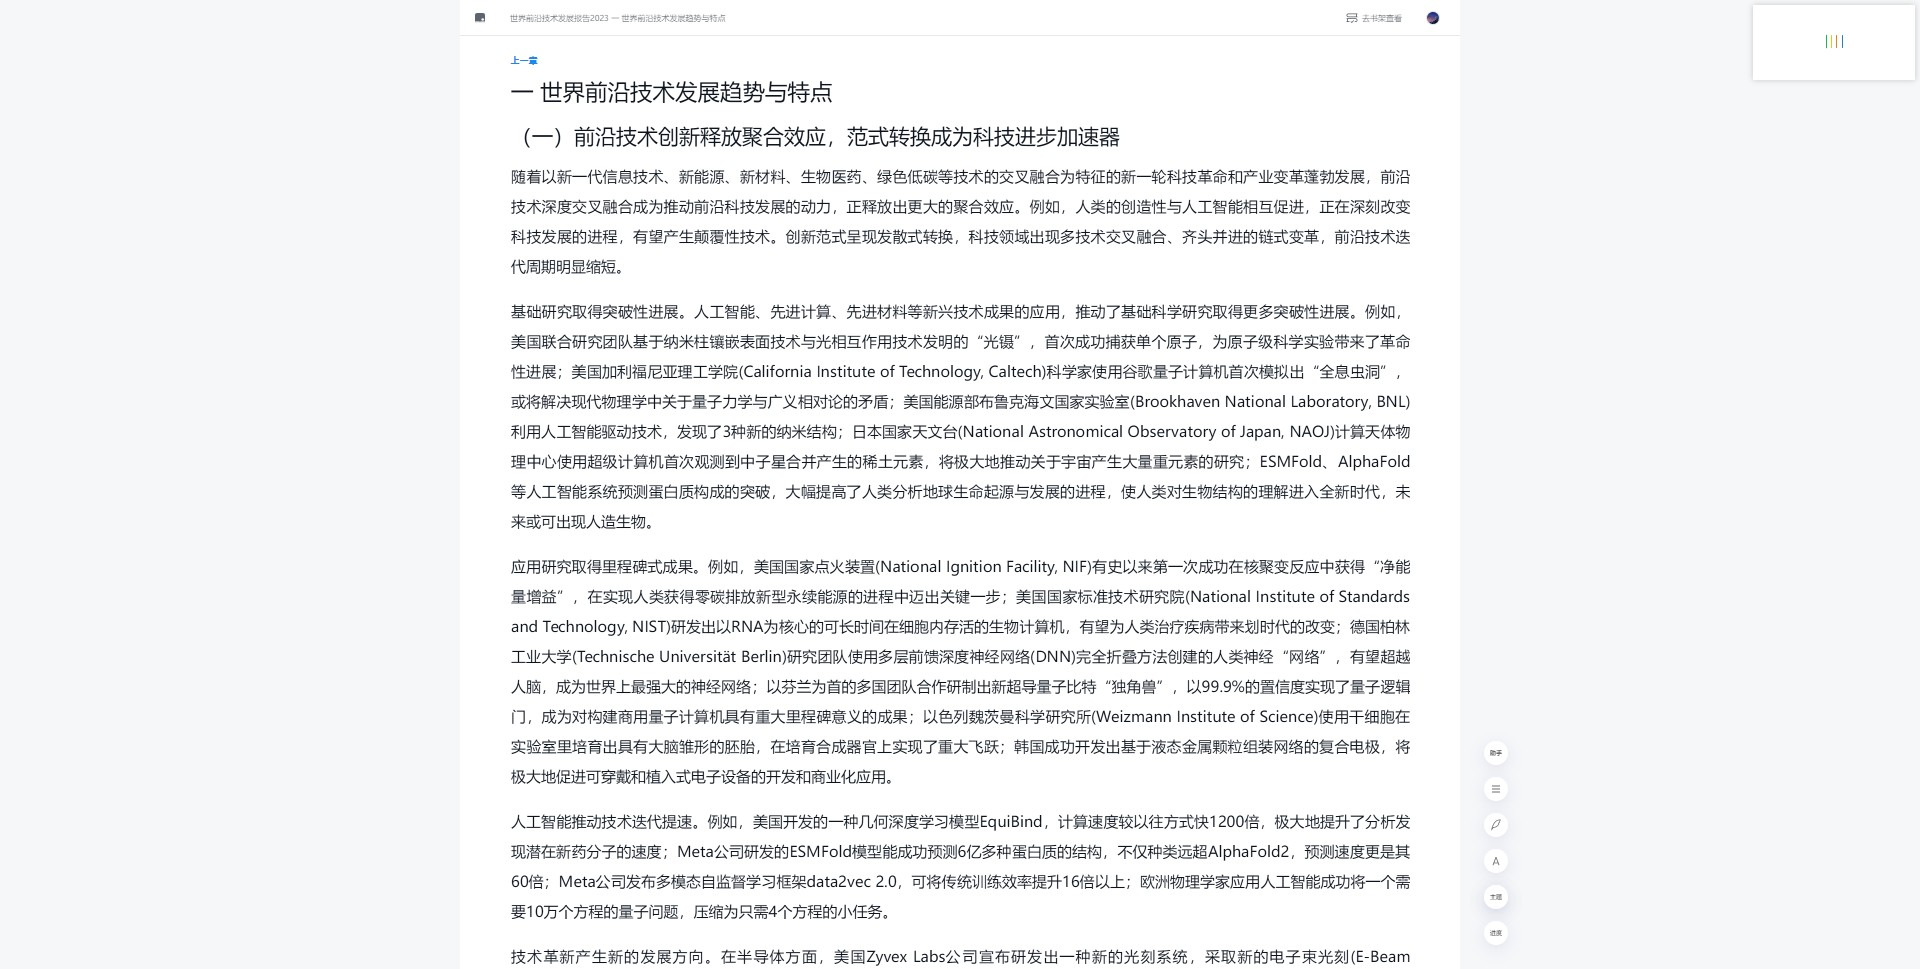 世界前沿技术发展报告2023 一 世界前沿技术发展趋势与特点
去书架查看
上一章
一 世界前沿技术发展趋势与特点
（一）前沿技术创新释放聚合效应，范式转换成为科技进步加速器
随着以新一代信息技术、新能源、新材料、生物医药、绿色低碳等技术的交叉融合为特征的新一轮科技革命和产业变革蓬勃发展，前沿
技术深度交叉融合成为推动前沿科技发展的动力，正释放出更大的聚合效应。例如，人类的创造性与人工智能相互促进，正在深刻改变
科技发展的进程，有望产生颠覆性技术。创新范式呈现发散式转换，科技领域出现多技术交叉融合、齐头并进的链式变革，前沿技术迭
代周期明显缩短。
基础研究取得突破性进展。人工智能、先进计算、先进材料等新兴技术成果的应用，推动了基础科学研究取得更多突破性进展。例如，
美国联合研究团队基于纳米柱镶嵌表面技术与光相互作用技术发明的“光镊”，首次成功捕获单个原子，为原子级科学实验带来了革命
性进展；美国加利福尼亚理工学院(California Institute of Technology, Caltech)科学家使用谷歌量子计算机首次模拟出“全息虫洞”，
或将解决现代物理学中关于量子力学与广义相对论的矛盾；美国能源部布鲁克海文国家实验室(Brookhaven National Laboratory, BNL)
利用人工智能驱动技术，发现了3种新的纳米结构；日本国家天文台(National Astronomical Observatory of Japan, NAOJ)计算天体物
理中心使用超级计算机首次观测到中子星合并产生的稀土元素，将极大地推动关于宇宙产生大量重元素的研究；ESMFold、AlphaFold
等人工智能系统预测蛋白质构成的突破，大幅提高了人类分析地球生命起源与发展的进程，使人类对生物结构的理解进入全新时代，未
来或可出现人造生物。
应用研究取得里程碑式成果。例如，美国国家点火装置(National Ignition Facility, NIF)有史以来第一次成功在核聚变反应中获得“净能
量增益”，在实现人类获得零碳排放新型永续能源的进程中迈出关键一步；美国国家标准技术研究院(National Institute of Standards
and Technology, NIST)研发出以RNA为核心的可长时间在细胞内存活的生物计算机，有望为人类治疗疾病带来划时代的改变；德国柏林
工业大学(Technische Universität Berlin)研究团队使用多层前馈深度神经网络(DNN)完全折叠方法创建的人类神经“网络”，有望超越
人脑，成为世界上最强大的神经网络；以芬兰为首的多国团队合作研制出新超导量子比特“独角兽”，以99.9%的置信度实现了量子逻辑
门，成为对构建商用量子计算机具有重大里程碑意义的成果；以色列魏茨曼科学研究所(Weizmann Institute of Science)使用干细胞在
实验室里培育出具有大脑雏形的胚胎，在培育合成器官上实现了重大飞跃；韩国成功开发出基于液态金属颗粒组装网络的复合电极，将
极大地促进可穿戴和植入式电子设备的开发和商业化应用。
人工智能推动技术迭代提速。例如，美国开发的一种几何深度学习模型EquiBind，计算速度较以往方式快1200倍，极大地提升了分析发
现潜在新药分子的速度；Meta公司研发的ESMFold模型能成功预测6亿多种蛋白质的结构，不仅种类远超AlphaFold2，预测速度更是其
60倍；Meta公司发布多模态自监督学习框架data2vec 2.0，可将传统训练效率提升16倍以上；欧洲物理学家应用人工智能成功将一个需
要10万个方程的量子问题，压缩为只需4个方程的小任务。
技术革新产生新的发展方向。在半导体方面，美国Zyvex Labs公司宣布研发出一种新的光刻系统，采取新的电子束光刻(E-Beam
助手
A
主题
进度